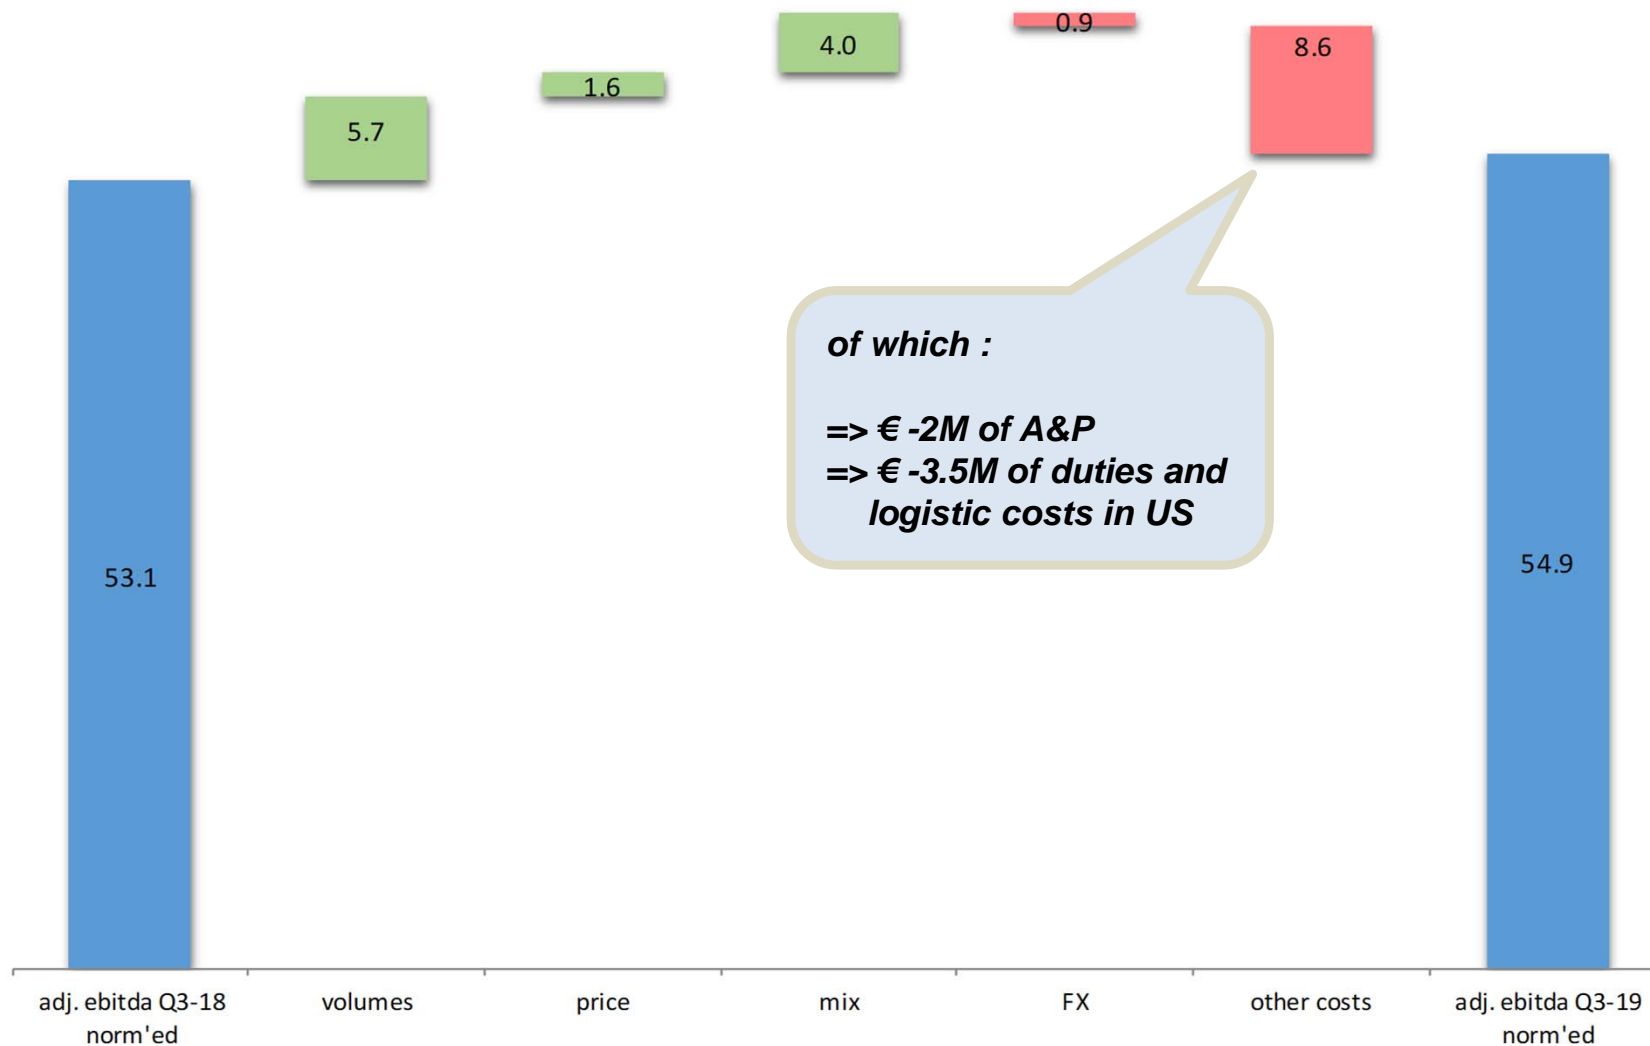 4.0
0.9
8.6
1.6
5.7
of which :
=> € -2M of A&P
=> € -3.5M of duties and
logistic costs in US
53.1
54.9
adj. ebitda Q3-18
norm'ed
volumes
price
mix
FX
other costs
adj. ebitda Q3-19
norm'ed